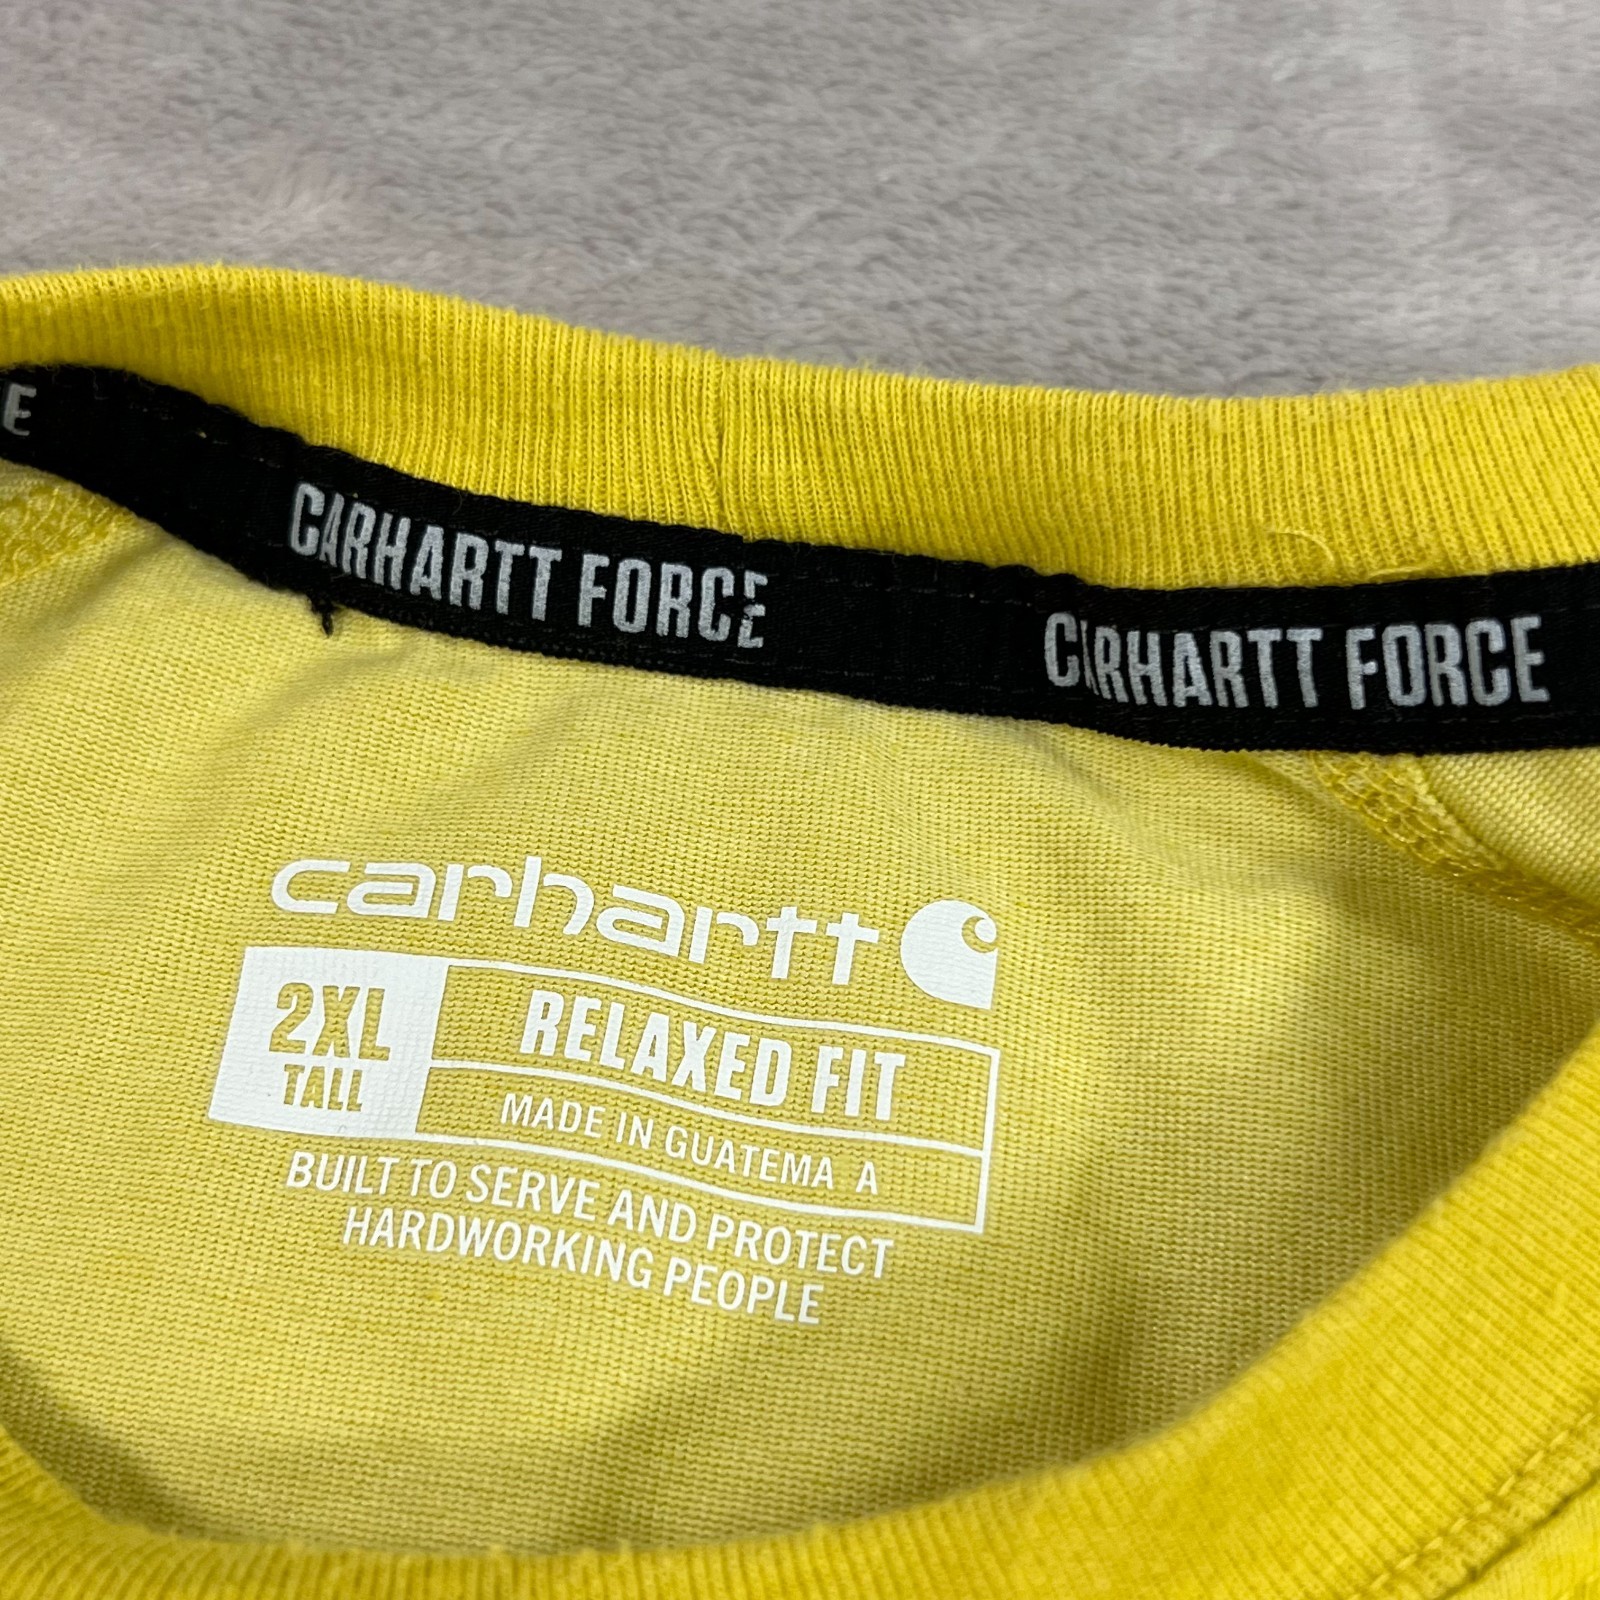 E
CARHARTT FORCE
CARHARTT FORCE
carhartt
2XL
TALL
RELAXED FIT
MADE IN GUATEMA A
BUILT TO SERVE AND PROTECT
HARDWORKING PEOPLE